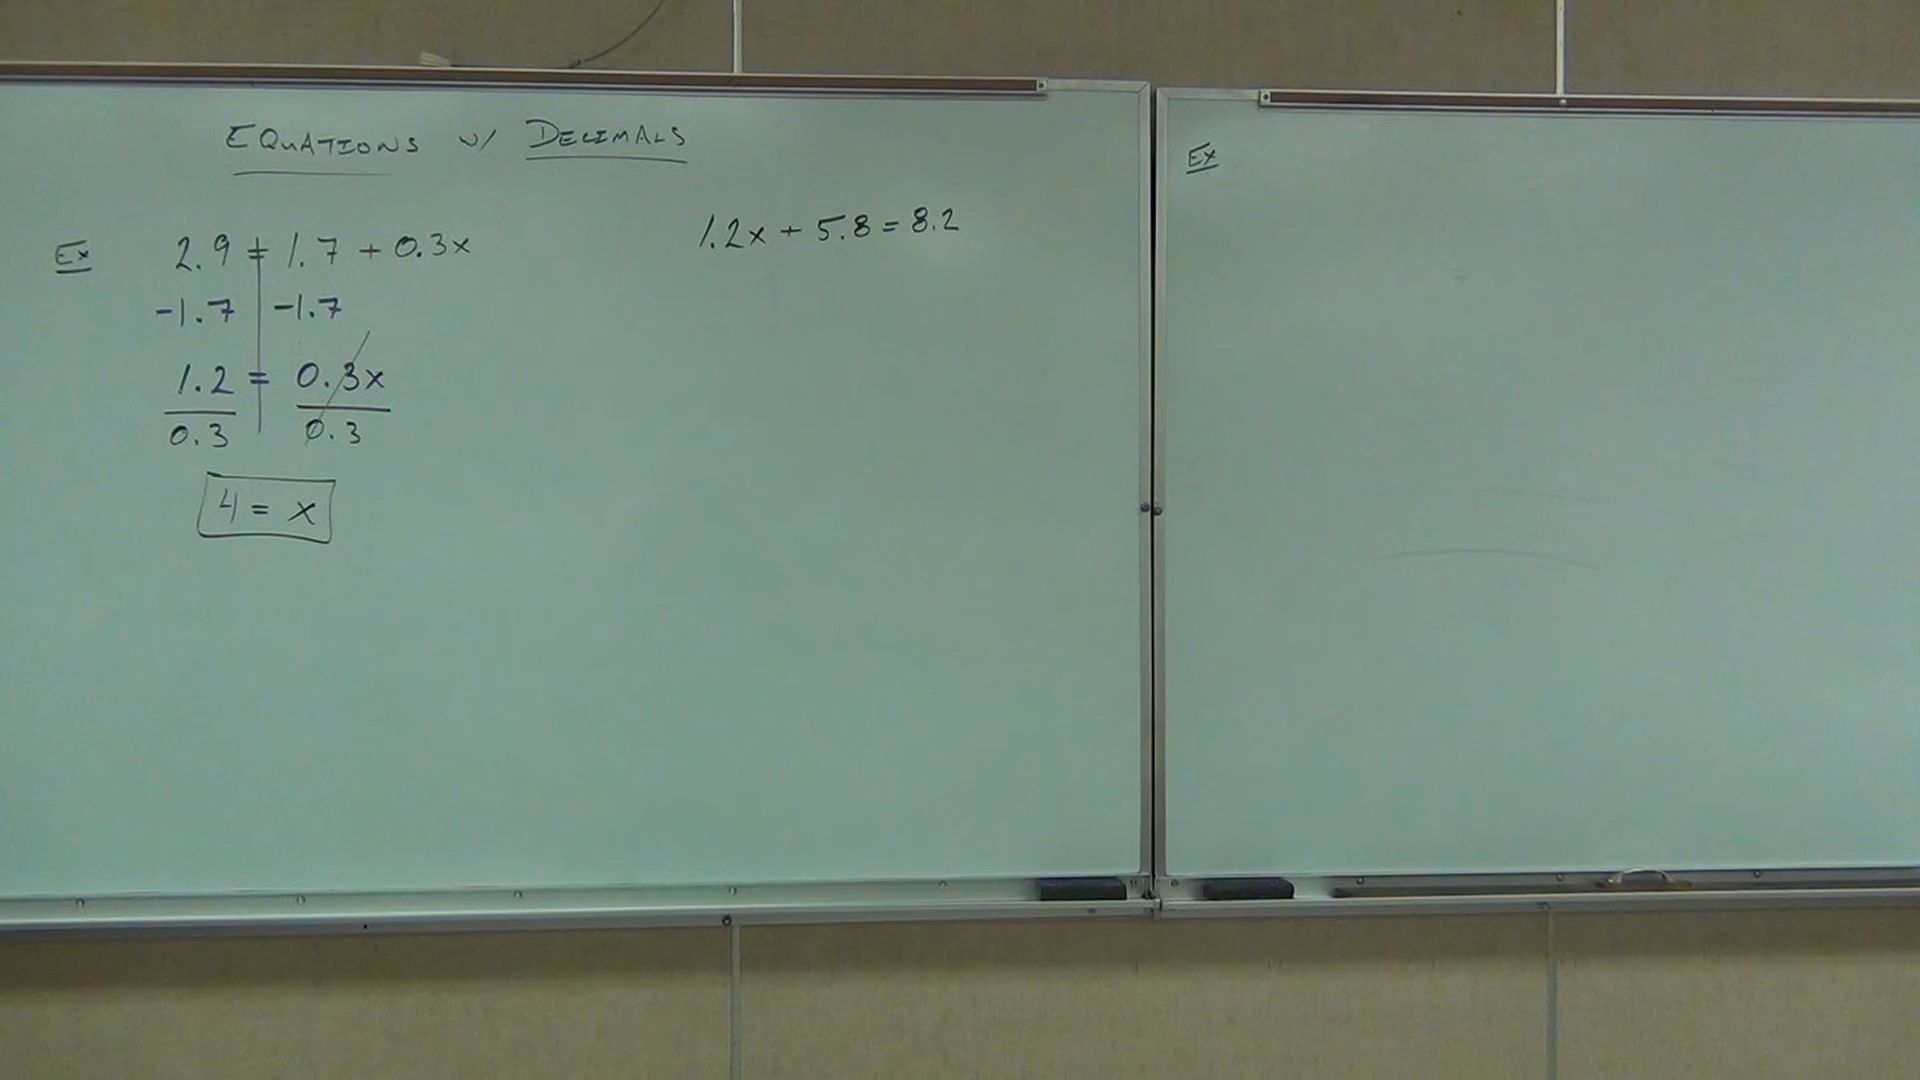 EQUATIONS W/ DECIMALS
Ex 2.9 = 1.7 + 0.3x
-1.7 -1.7
1.2 = 0.3x
0.3 0.3
4 = x
1.2x + 5.8 = 8.2
Ex